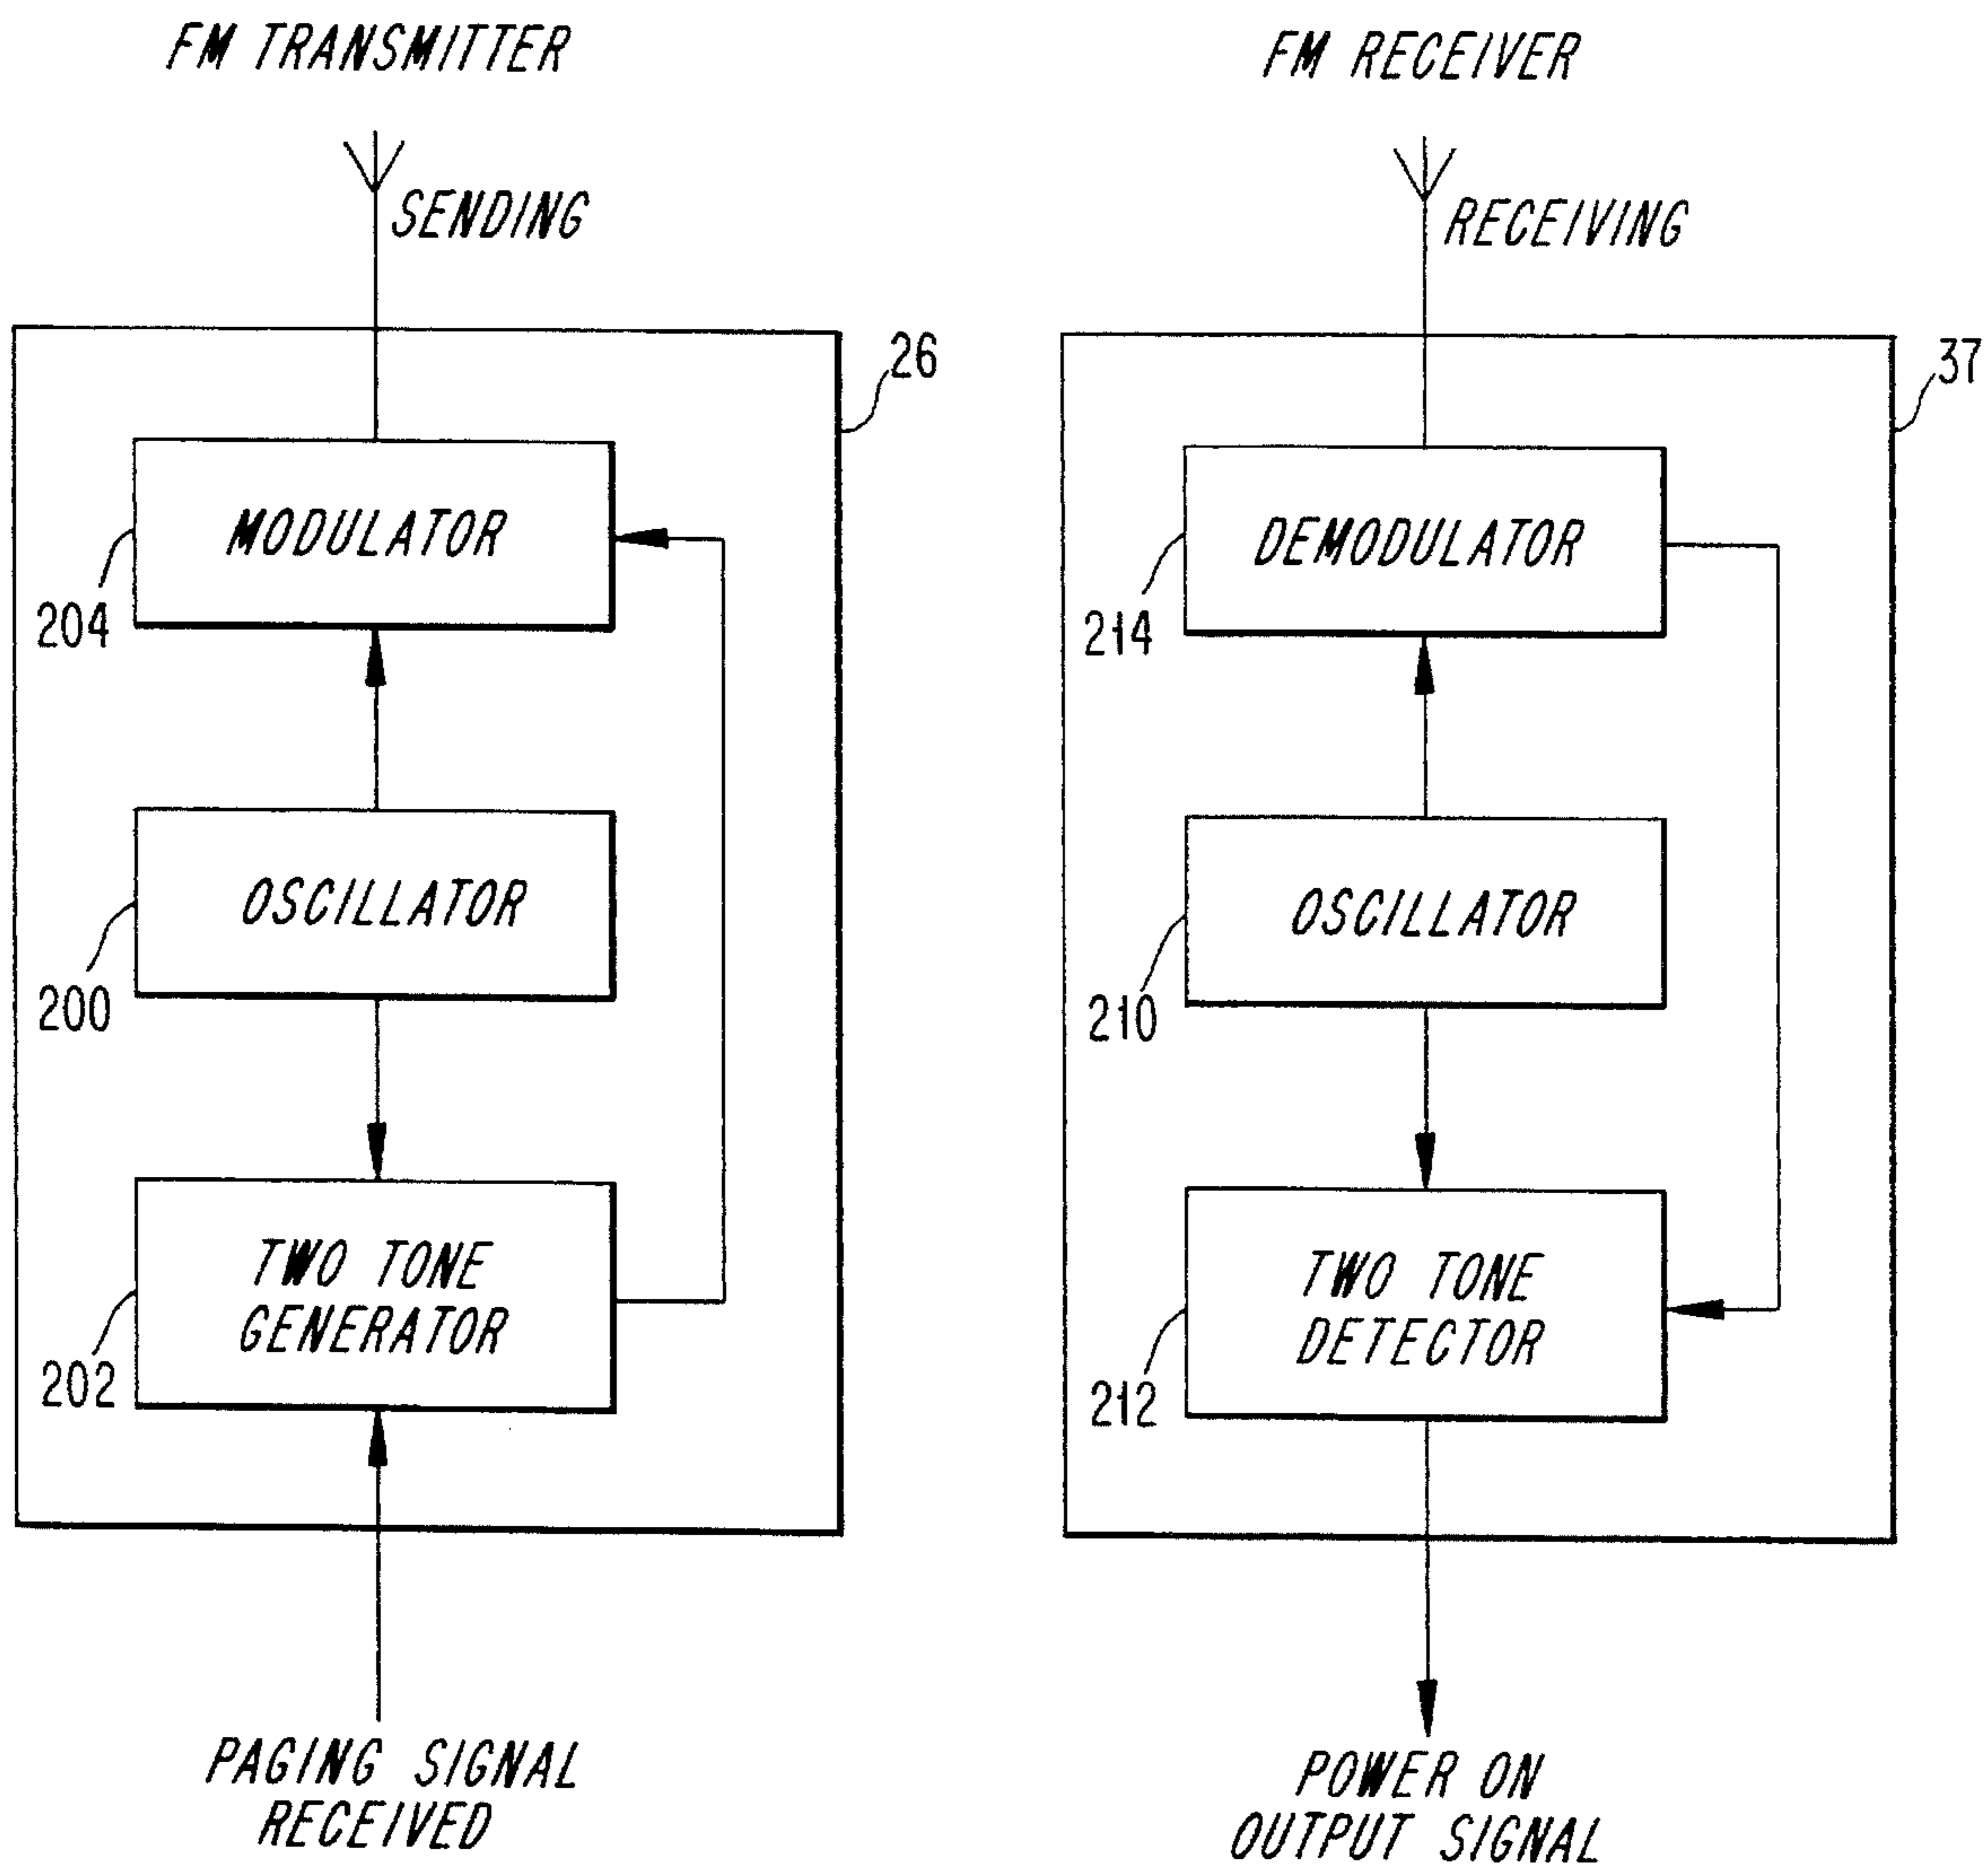 FM TRANSMITTER
SENDING
26
MODULATOR
204
OSCILLATOR
200
TWO TONE
GENERATOR
202
PAGING SIGNAL
RECEIVED
FM RECEIVER
RECEIVING
37
DEMODULATOR
214
OSCILLATOR
210
TWO TONE
DETECTOR
212
POWER ON
OUTPUT SIGNAL